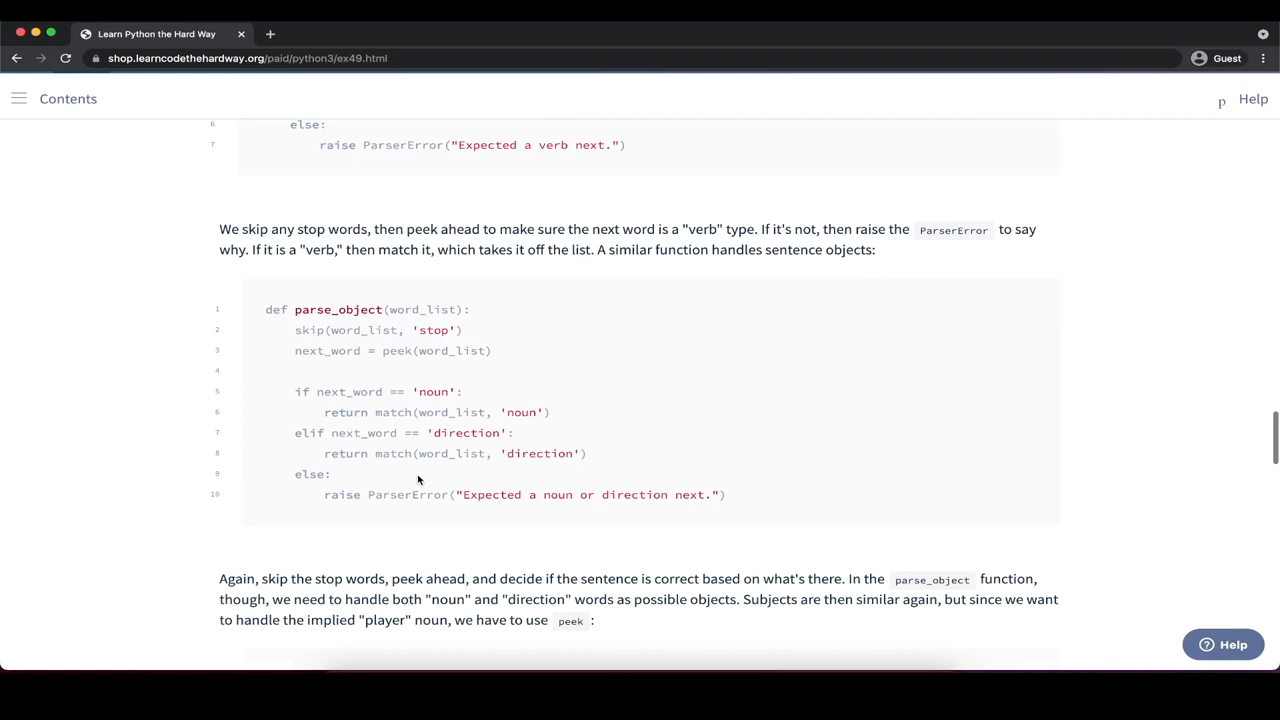 Learn Python the Hard Way
shop.learncodethehardway.org/paid/python3/ex49.html
Guest
Contents
p Help
6 else:
7 raise ParserError("Expected a verb next.")
We skip any stop words, then peek ahead to make sure the next word is a "verb" type. If it's not, then raise the ParserError to say
why. If it is a "verb," then match it, which takes it off the list. A similar function handles sentence objects:
1 def parse_object(word_list):
2 skip(word_list, 'stop')
3 next_word = peek(word_list)
4
5 if next_word == 'noun':
6 return match(word_list, 'noun')
7 elif next_word == 'direction':
8 return match(word_list, 'direction')
9 else:
10 raise ParserError("Expected a noun or direction next.")
Again, skip the stop words, peek ahead, and decide if the sentence is correct based on what's there. In the parse_object function,
though, we need to handle both "noun" and "direction" words as possible objects. Subjects are then similar again, but since we want
to handle the implied "player" noun, we have to use peek :
Help